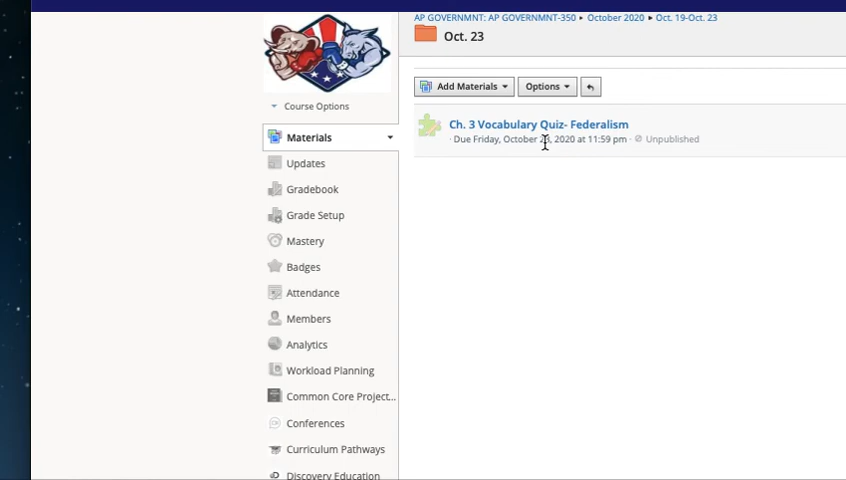 AP GOVERNMNT: AP GOVERNMNT-350 ▸ October 2020 ▸ Oct. 19-Oct. 23
Oct. 23
Add Materials
Options
Ch. 3 Vocabulary Quiz- Federalism
· Due Friday, October 23, 2020 at 11:59 pm · Unpublished
Course Options
Materials
Updates
Gradebook
Grade Setup
Mastery
Badges
Attendance
Members
Analytics
Workload Planning
Common Core Project...
Conferences
Curriculum Pathways
Discovery Education